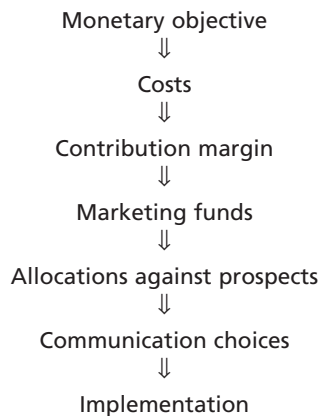 Monetary objective
⇓
Costs
⇓
Contribution margin
⇓
Marketing funds
⇓
Allocations against prospects
⇓
Communication choices
⇓
Implementation